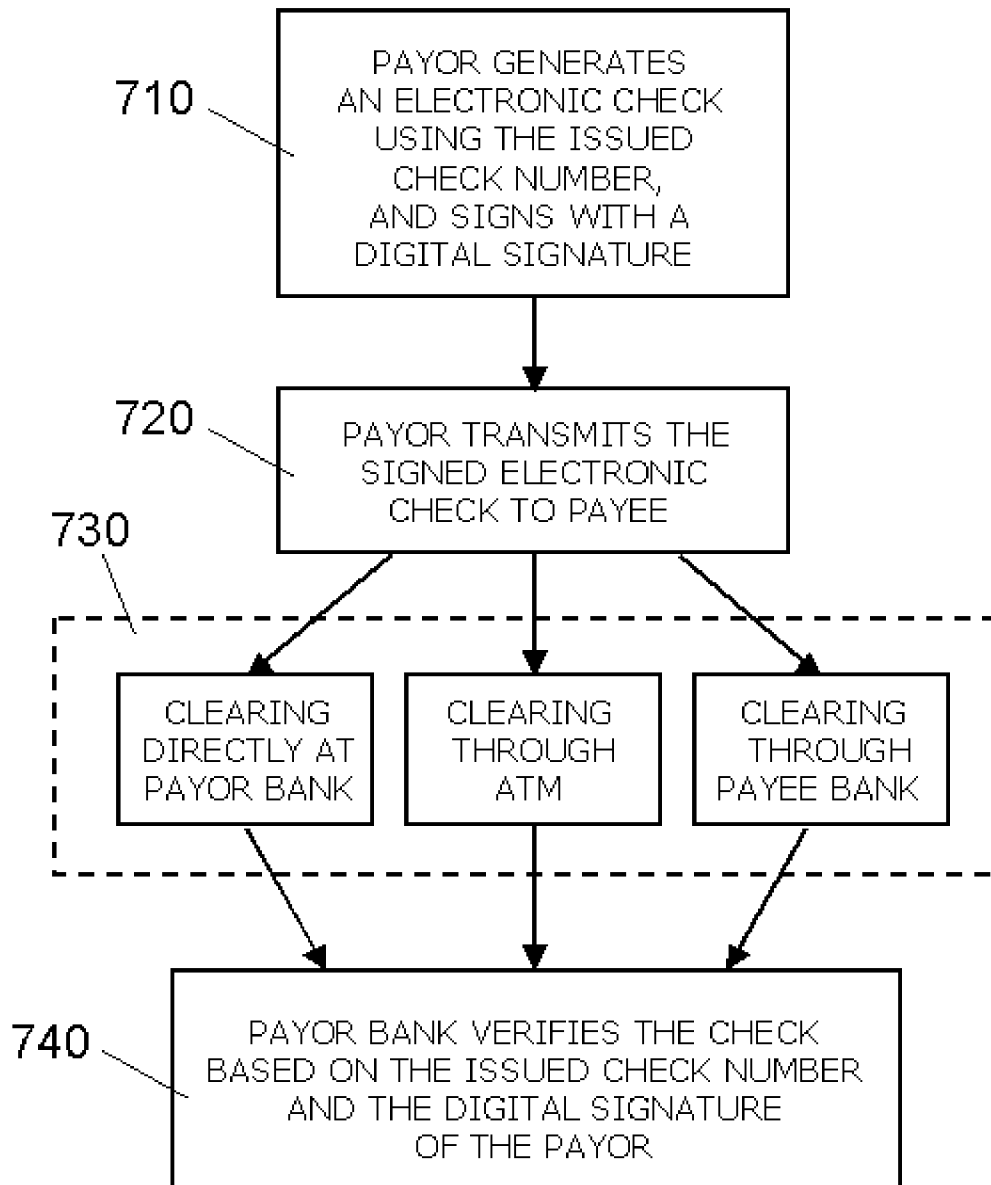 710
PAYOR GENERATES
AN ELECTRONIC CHECK
USING THE ISSUED
CHECK NUMBER,
AND SIGNS WITH A
DIGITAL SIGNATURE
720
PAYOR TRANSMITS THE
SIGNED ELECTRONIC
CHECK TO PAYEE
730
CLEARING
DIRECTLY AT
PAYOR BANK
CLEARING
THROUGH
ATM
CLEARING
THROUGH
PAYEE BANK
740
PAYOR BANK VERIFIES THE CHECK
BASED ON THE ISSUED CHECK NUMBER
AND THE DIGITAL SIGNATURE
OF THE PAYOR